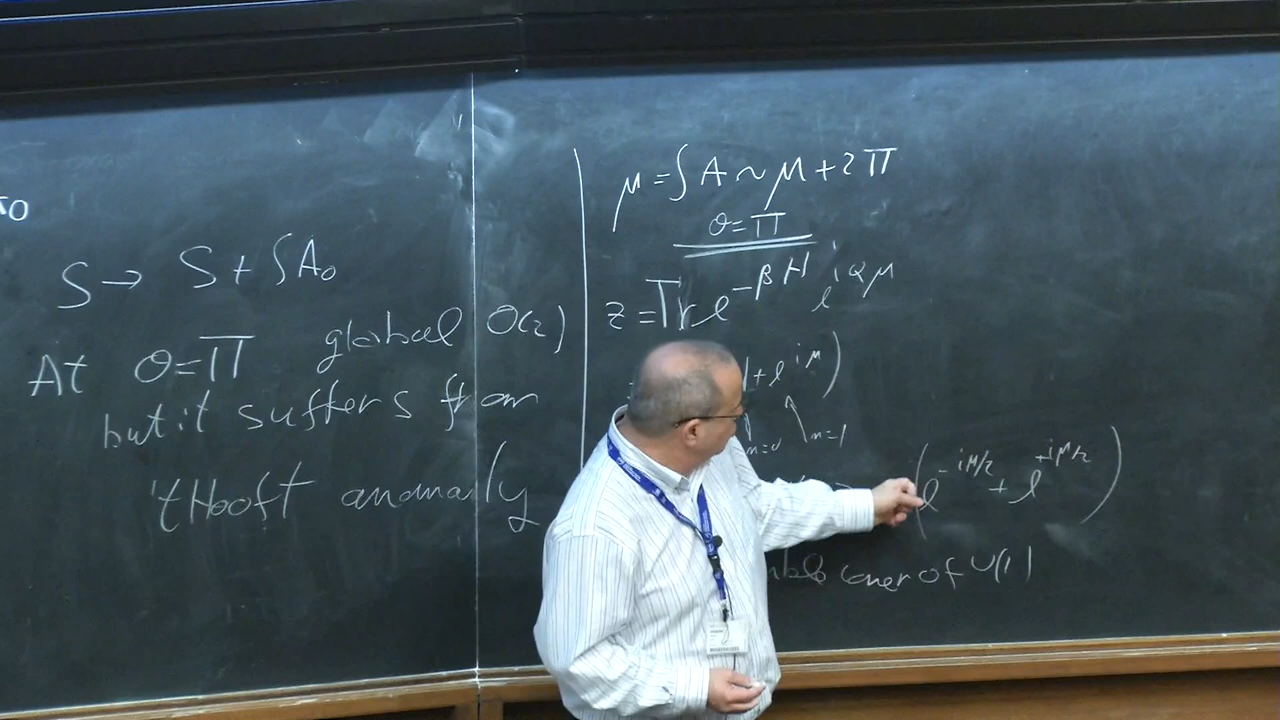 S → S + ∫A₀
At θ=π global O(2)
but it suffers from
't Hooft anomaly
μ = ∫A ~ μ + 2π
θ=π
z = Tr e^{-βH} e^{iQμ}
1 + e^{iμ})
n=0 n=1
(e^{-iμ/2} + e^{+iμ/2})
cover of U(1)